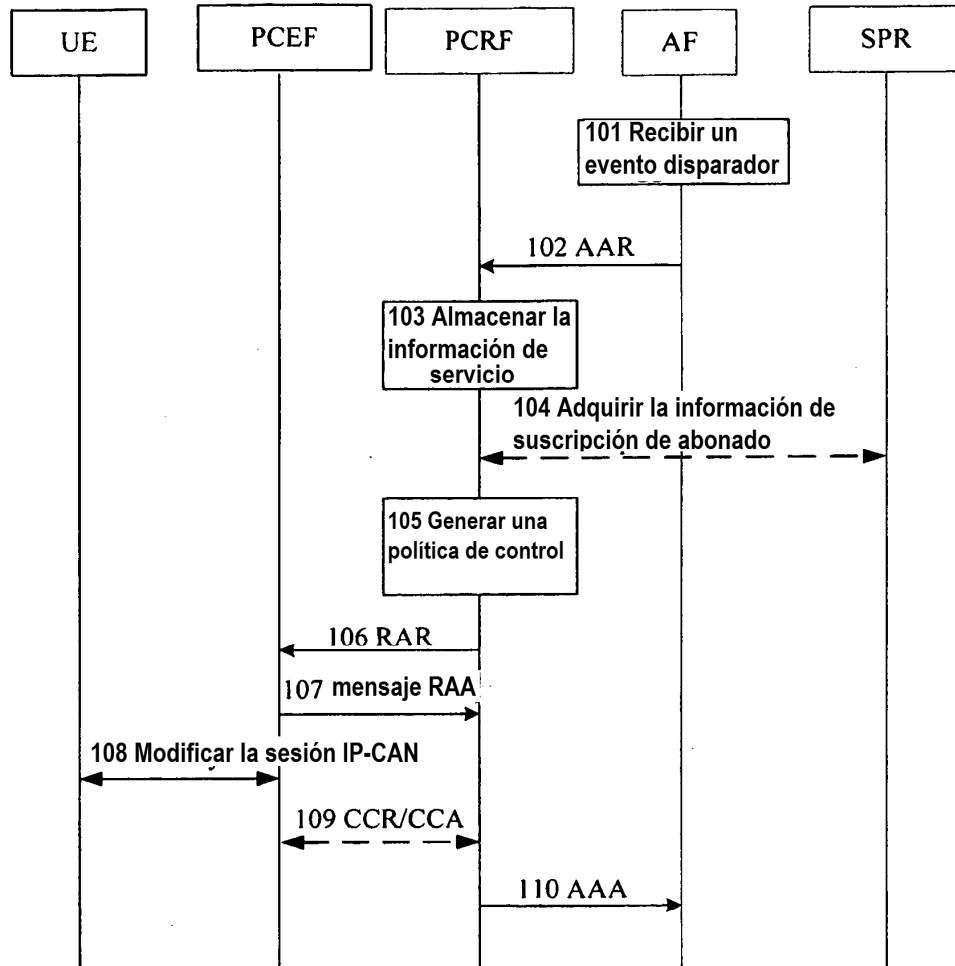 UE
PCEF
PCRF
AF
SPR
101 Recibir un
evento disparador
102 AAR
103 Almacenar la
información de
servicio
104 Adquirir la información de
suscripción de abonado
105 Generar una
política de control
106 RAR
107 mensaje RAA
108 Modificar la sesión IP-CAN
109 CCR/CCA
110 AAA